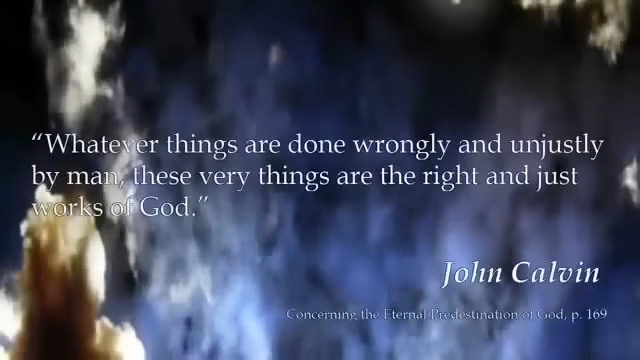 “Whatever things are done wrongly and unjustly
by man, these very things are the right and just
works of God.”
John Calvin
Concerning the Eternal Predestination of God, p. 169